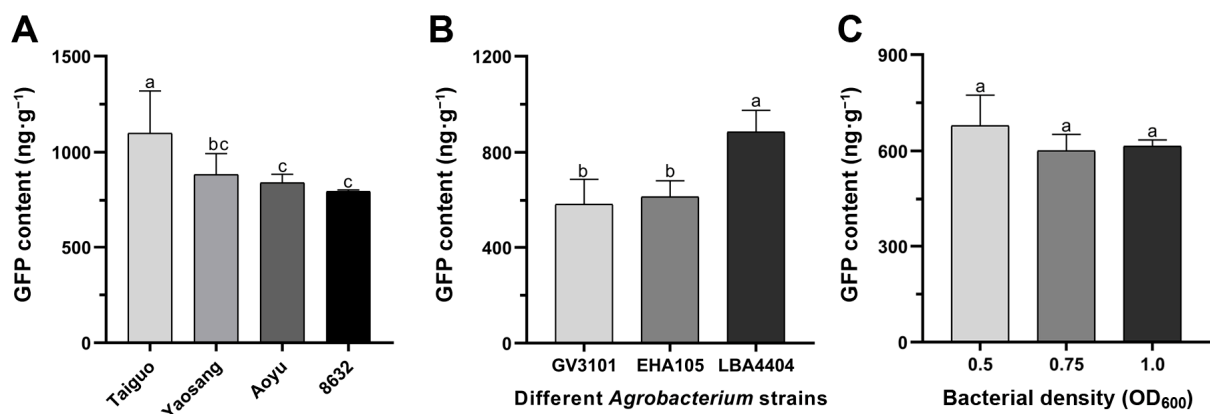 A
GFP content (ng·g⁻¹)
1500
1000
500
0
a
bc
c
c
Taiguo
Yaosang
Aoyu
8632
B
GFP content (ng·g⁻¹)
1200
800
400
0
b
b
a
GV3101 EHA105 LBA4404
Different Agrobacterium strains
C
GFP content (ng·g⁻¹)
900
600
300
0
a
a
a
0.5 0.75 1.0
Bacterial density (OD₆₀₀)